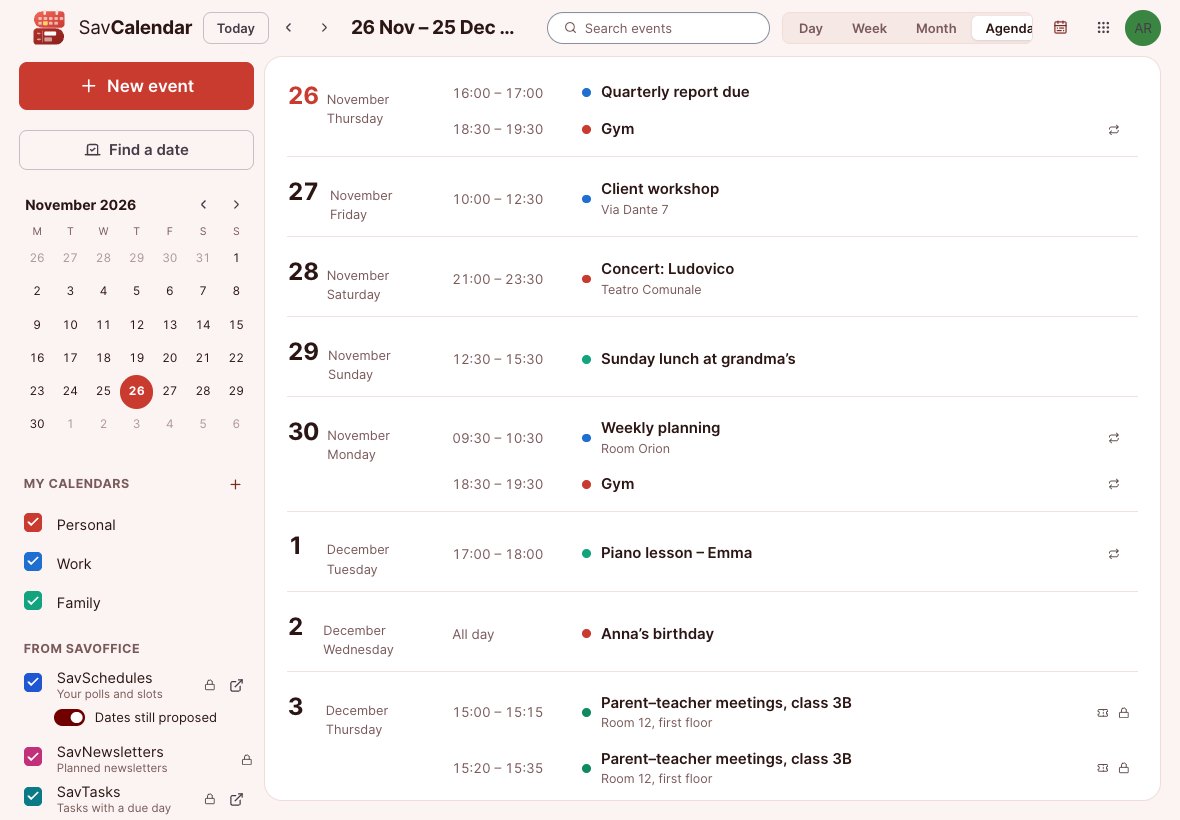 SavCalendar
Today
26 Nov – 25 Dec ...
Search events
Day
Week
Month
Agenda
AR
+ New event
Find a date
November 2026
M T W T F S S
26 27 28 29 30 31 1
2 3 4 5 6 7 8
9 10 11 12 13 14 15
16 17 18 19 20 21 22
23 24 25 26 27 28 29
30 1 2 3 4 5 6
MY CALENDARS
Personal
Work
Family
FROM SAVOFFICE
SavSchedules
Your polls and slots
Dates still proposed
SavNewsletters
Planned newsletters
SavTasks
Tasks with a due day
26 November
Thursday
16:00 – 17:00 Quarterly report due
18:30 – 19:30 Gym
27 November
Friday
10:00 – 12:30 Client workshop
Via Dante 7
28 November
Saturday
21:00 – 23:30 Concert: Ludovico
Teatro Comunale
29 November
Sunday
12:30 – 15:30 Sunday lunch at grandma’s
30 November
Monday
09:30 – 10:30 Weekly planning
Room Orion
18:30 – 19:30 Gym
1 December
Tuesday
17:00 – 18:00 Piano lesson – Emma
2 December
Wednesday
All day Anna’s birthday
3 December
Thursday
15:00 – 15:15 Parent–teacher meetings, class 3B
Room 12, first floor
15:20 – 15:35 Parent–teacher meetings, class 3B
Room 12, first floor